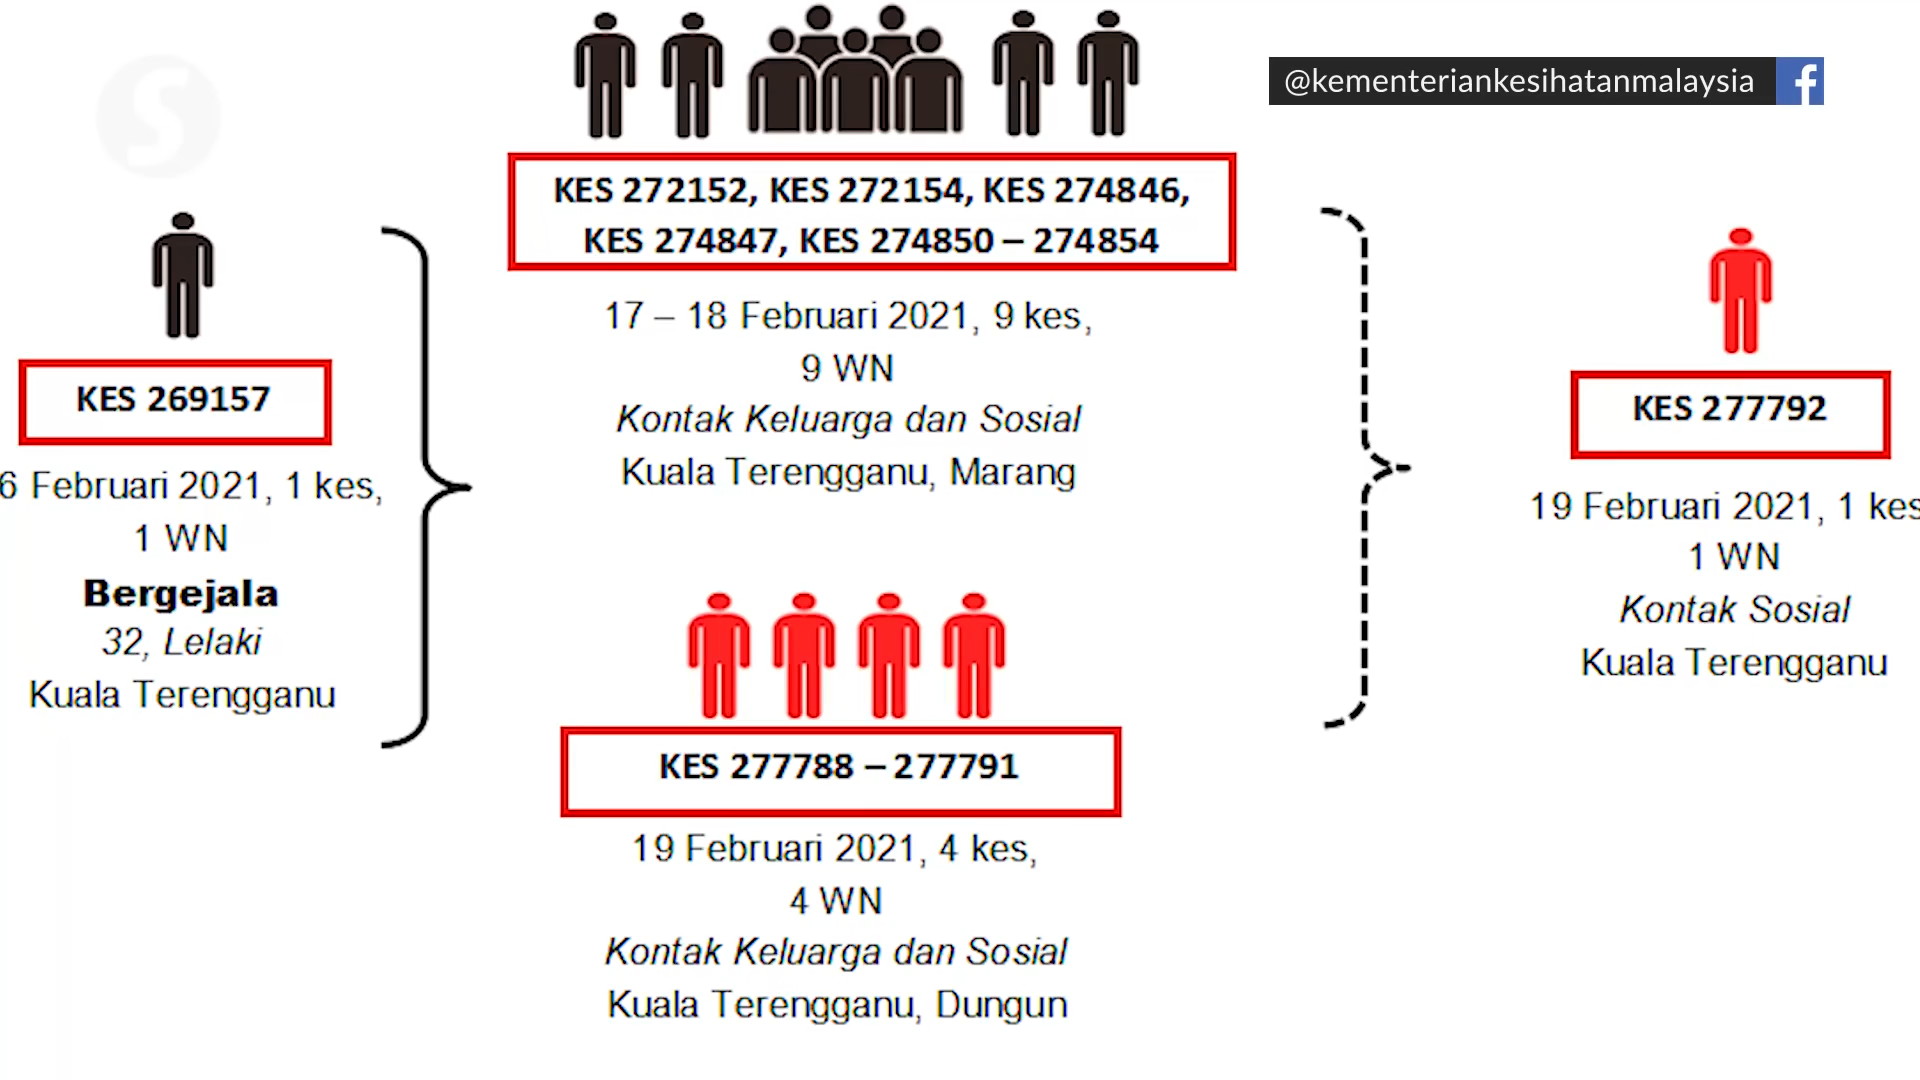 @kementeriankesihatanmalaysia
KES 272152, KES 272154, KES 274846,
KES 274847, KES 274850 – 274854
17 – 18 Februari 2021, 9 kes,
9 WN
Kontak Keluarga dan Sosial
Kuala Terengganu, Marang
KES 269157
6 Februari 2021, 1 kes,
1 WN
Bergejala
32, Lelaki
Kuala Terengganu
KES 277788 – 277791
19 Februari 2021, 4 kes,
4 WN
Kontak Keluarga dan Sosial
Kuala Terengganu, Dungun
KES 277792
19 Februari 2021, 1 kes
1 WN
Kontak Sosial
Kuala Terengganu